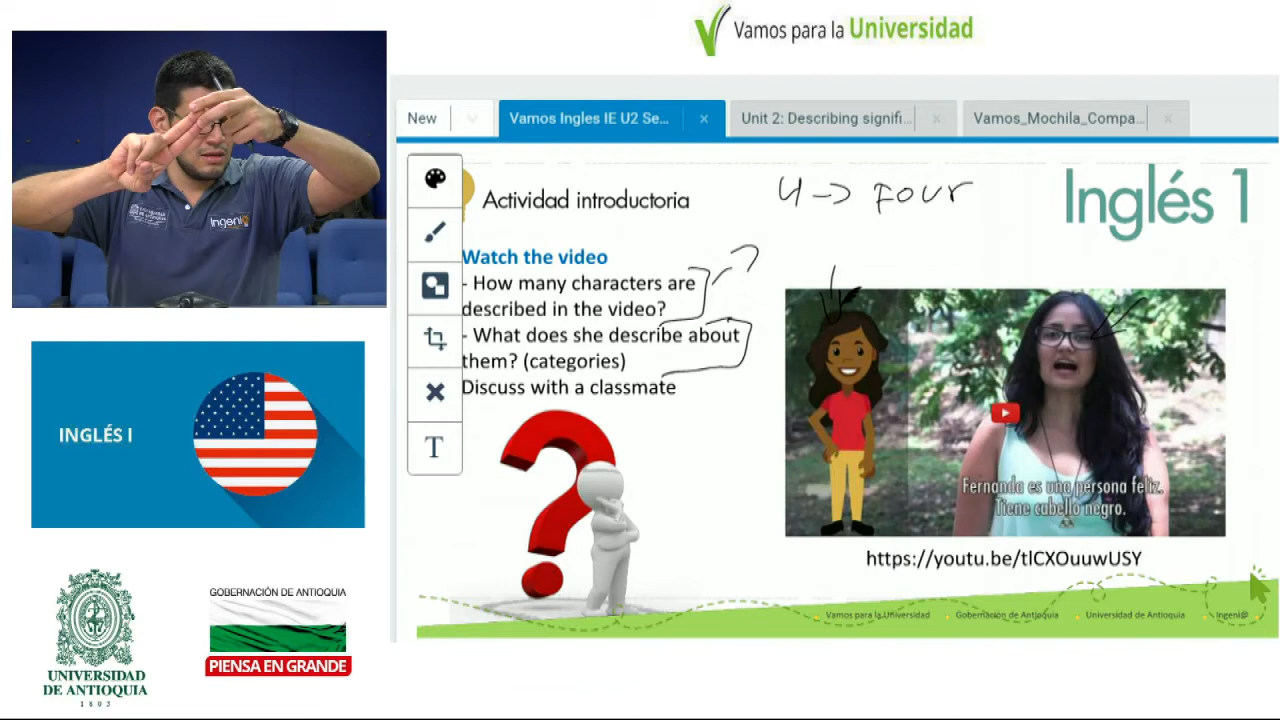 Vamos para la Universidad
New
Vamos Ingles IE U2 Se...
Unit 2: Describing signifi...
Vamos_Mochila_Compa...
Actividad introductoria
4 -> FOUR
Inglés 1
Watch the video
- How many characters are
described in the video?
- What does she describe about
them? (categories)
Discuss with a classmate
T
Fernanda es una persona feliz.
Tiene cabello negro.
https://youtu.be/tlCXOuuwUSY
Vamos para la Universidad
Gobernación de Antioquia
Universidad de Antioquia
Ingeni@
Ingeni@
INGLÉS I
UNIVERSIDAD
DE ANTIOQUIA
1803
GOBERNACIÓN DE ANTIOQUIA
PIENSA EN GRANDE